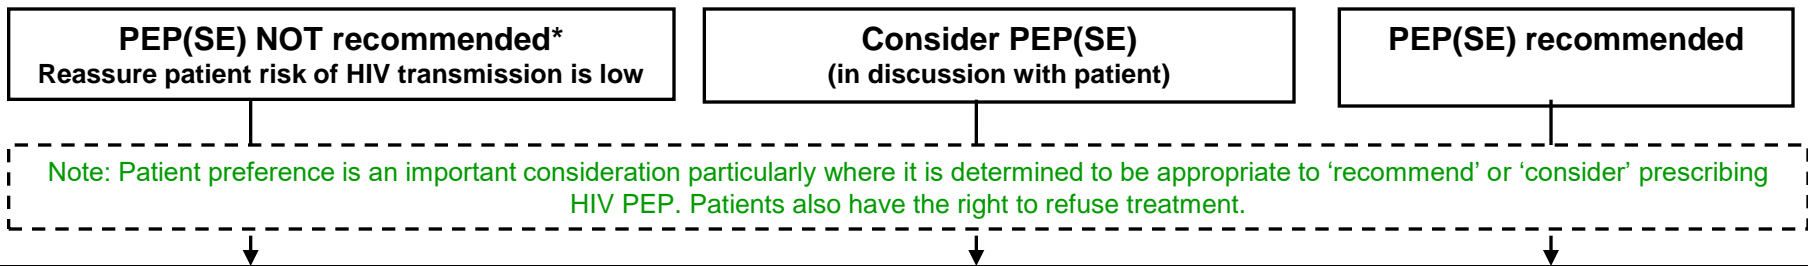 PEP(SE) NOT recommended*
Reassure patient risk of HIV transmission is low
Consider PEP(SE)
(in discussion with patient)
PEP(SE) recommended
Note: Patient preference is an important consideration particularly where it is determined to be appropriate to ‘recommend’ or ‘consider’ prescribing
HIV PEP. Patients also have the right to refuse treatment.